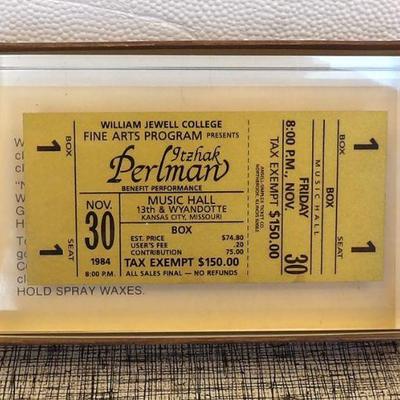 WILLIAM JEWELL COLLEGE
FINE ARTS PROGRAM PRESENTS
Itzhak
Perlman
BENEFIT PERFORMANCE
MUSIC HALL
13th & WYANDOTTE
KANSAS CITY, MISSOURI
BOX
NOV.
30
1984
8:00 P.M.
EST. PRICE $74.80
USER'S FEE .20
CONTRIBUTION 75.00
TAX EXEMPT $150.00
ALL SALES FINAL — NO REFUNDS
BOX
1
1
SEAT
8:00 P.M., NOV.
30
FRIDAY
MUSIC HALL
TAX EXEMPT $150.00
BOX
1
1
SEAT
HOLD SPRAY WAXES.